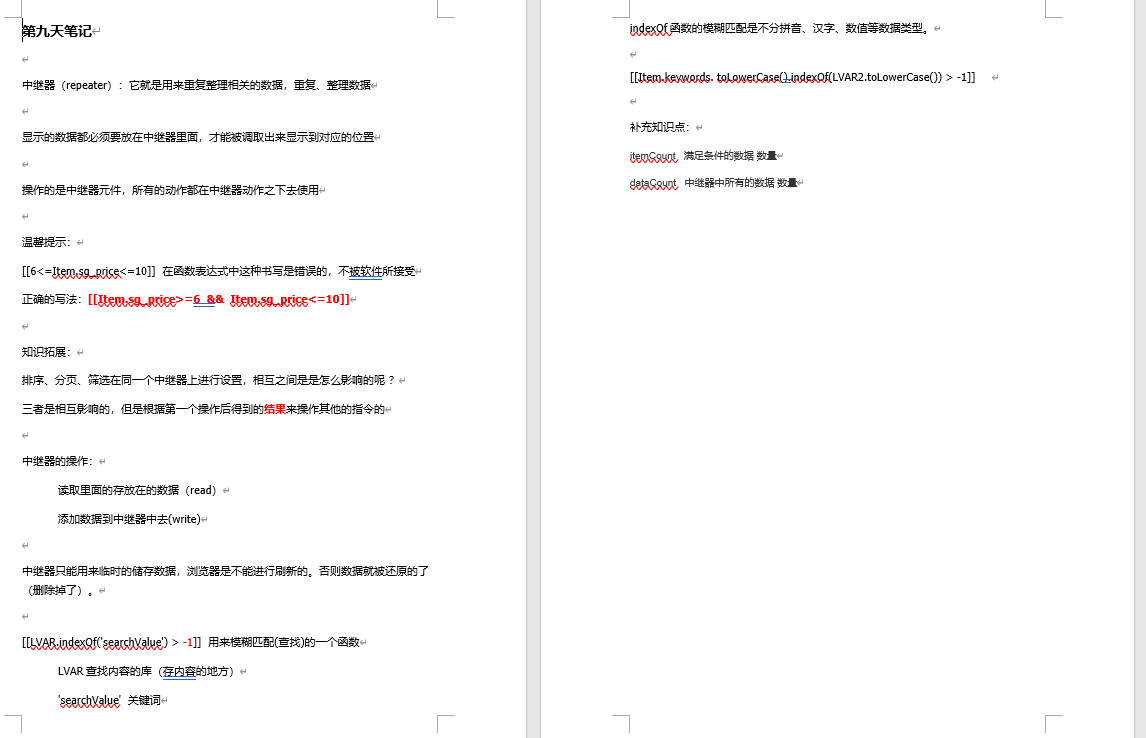 第九天笔记
中继器（repeater）：它就是用来重复整理相关的数据，重复、整理数据
显示的数据都必须要放在中继器里面，才能被调取出来显示到对应的位置
操作的是中继器元件，所有的动作都在中继器动作之下去使用
温馨提示：
[[6<=Item.sg_price<=10]]  在函数表达式中这种书写是错误的，不被软件所接受
正确的写法：[[Item.sg_price>=6  &&  Item.sg_price<=10]]
知识拓展：
排序、分页、筛选在同一个中继器上进行设置，相互之间是是怎么影响的呢？
三者是相互影响的，但是根据第一个操作后得到的结果来操作其他的指令的
中继器的操作：
读取里面的存放在的数据（read）
添加数据到中继器中去(write)
中继器只能用来临时的储存数据，浏览器是不能进行刷新的。否则数据就被还原的了
（删除掉了）。
[[LVAR.indexOf('searchValue') > -1]]  用来模糊匹配(查找)的一个函数
LVAR 查找内容的库（存内容的地方）
'searchValue'  关键词
indexOf 函数的模糊匹配是不分拼音、汉字、数值等数据类型。
[[Item.keywords. toLowerCase().indexOf(LVAR2.toLowerCase()) > -1]]
补充知识点：
itemCount  满足条件的数据 数量
dataCount  中继器中所有的数据 数量